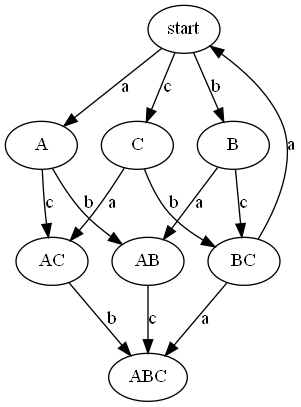 start
a c b
A C B
c b a b a c a
AC AB BC
b c a
ABC